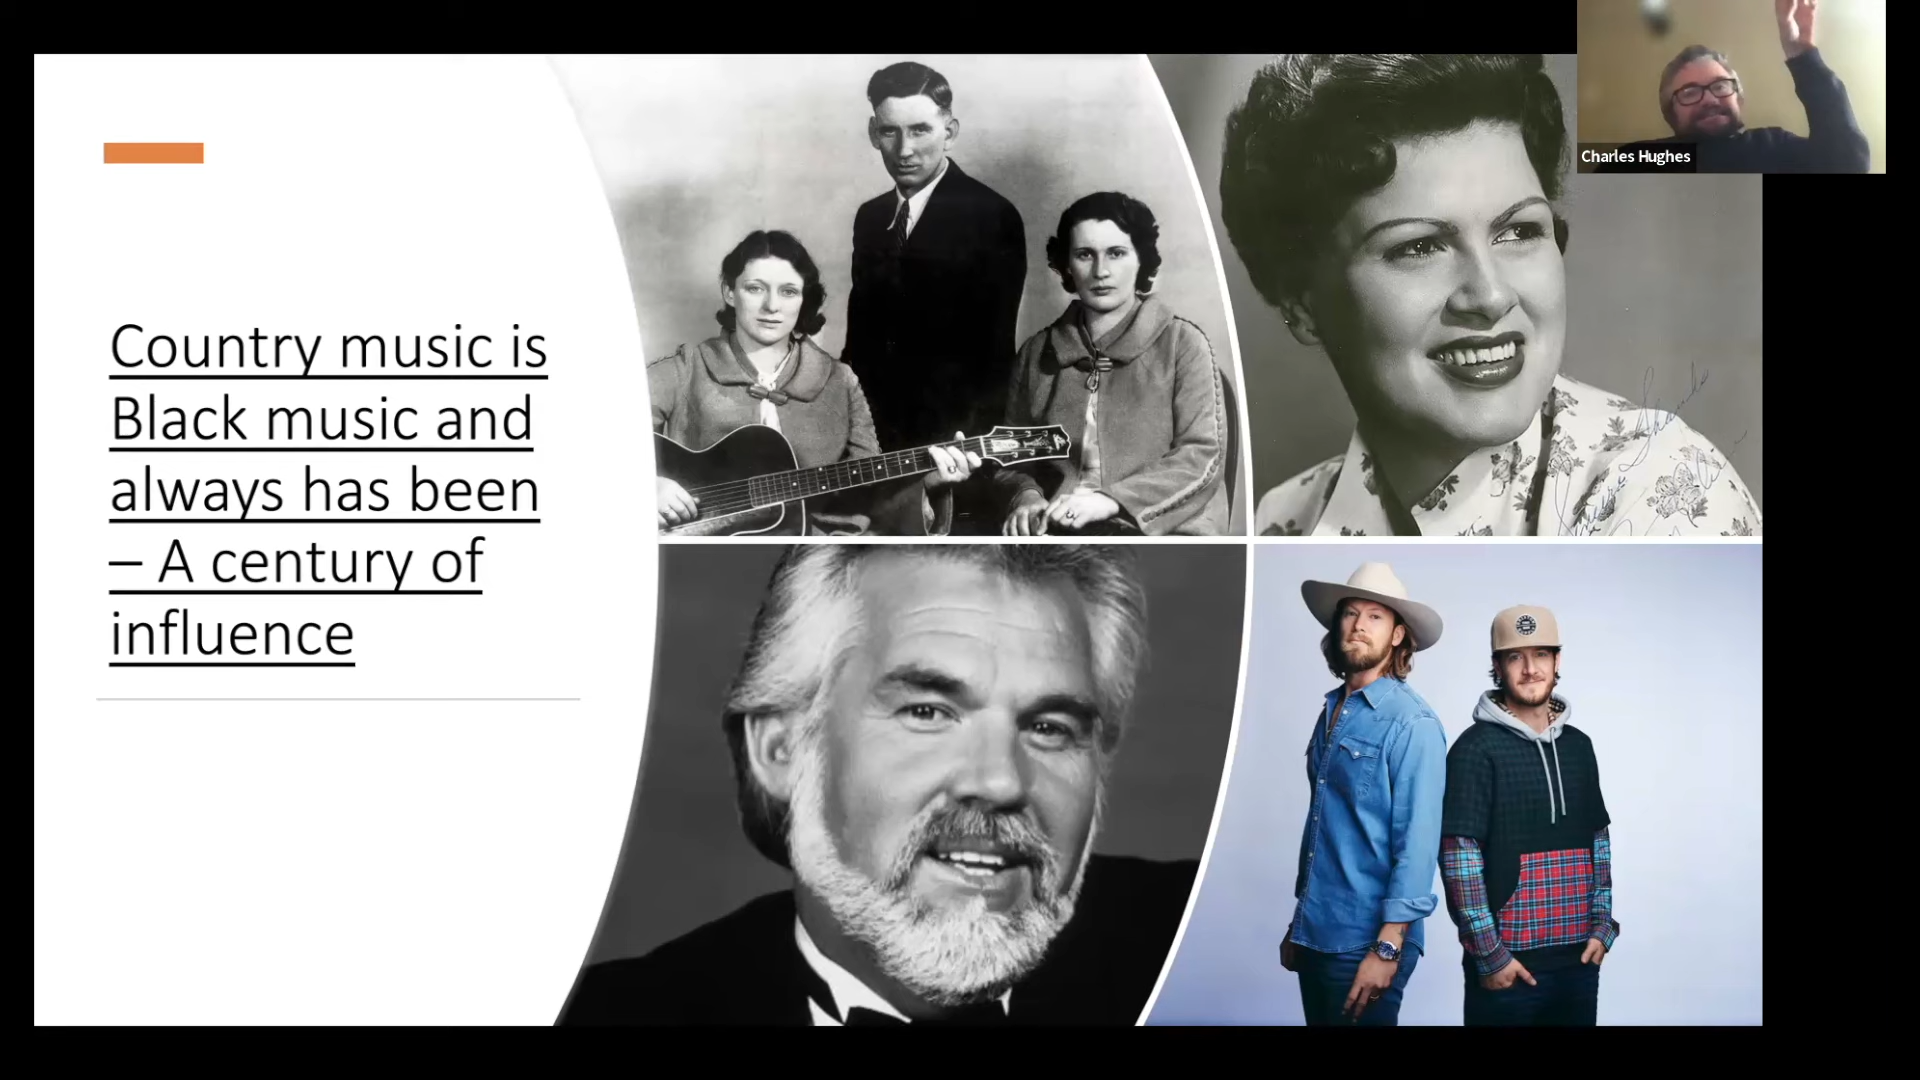 Country music is
Black music and
always has been
– A century of
influence
Charles Hughes